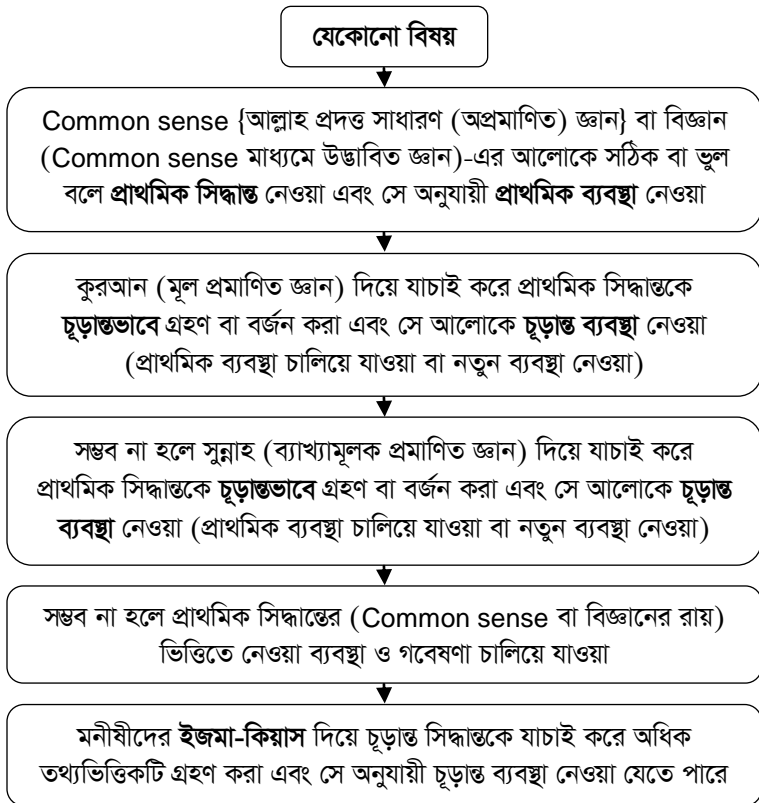 যেকোনো বিষয়
Common sense {আল্লাহ প্রদত্ত সাধারণ (অপ্রমাণিত) জ্ঞান} বা বিজ্ঞান
(Common sense মাধ্যমে উদ্ভাবিত জ্ঞান)-এর আলোকে সঠিক বা ভুল
বলে প্রাথমিক সিদ্ধান্ত নেওয়া এবং সে অনুযায়ী প্রাথমিক ব্যবস্থা নেওয়া
কুরআন (মূল প্রমাণিত জ্ঞান) দিয়ে যাচাই করে প্রাথমিক সিদ্ধান্তকে
চূড়ান্তভাবে গ্রহণ বা বর্জন করা এবং সে আলোকে চূড়ান্ত ব্যবস্থা নেওয়া
(প্রাথমিক ব্যবস্থা চালিয়ে যাওয়া বা নতুন ব্যবস্থা নেওয়া)
সম্ভব না হলে সুন্নাহ (ব্যাখ্যামূলক প্রমাণিত জ্ঞান) দিয়ে যাচাই করে
প্রাথমিক সিদ্ধান্তকে চূড়ান্তভাবে গ্রহণ বা বর্জন করা এবং সে আলোকে চূড়ান্ত
ব্যবস্থা নেওয়া (প্রাথমিক ব্যবস্থা চালিয়ে যাওয়া বা নতুন ব্যবস্থা নেওয়া)
সম্ভব না হলে প্রাথমিক সিদ্ধান্তের (Common sense বা বিজ্ঞানের রায়)
ভিত্তিতে নেওয়া ব্যবস্থা ও গবেষণা চালিয়ে যাওয়া
মনীষীদের ইজমা-কিয়াস দিয়ে চূড়ান্ত সিদ্ধান্তকে যাচাই করে অধিক
তথ্যভিত্তিকটি গ্রহণ করা এবং সে অনুযায়ী চূড়ান্ত ব্যবস্থা নেওয়া যেতে পারে